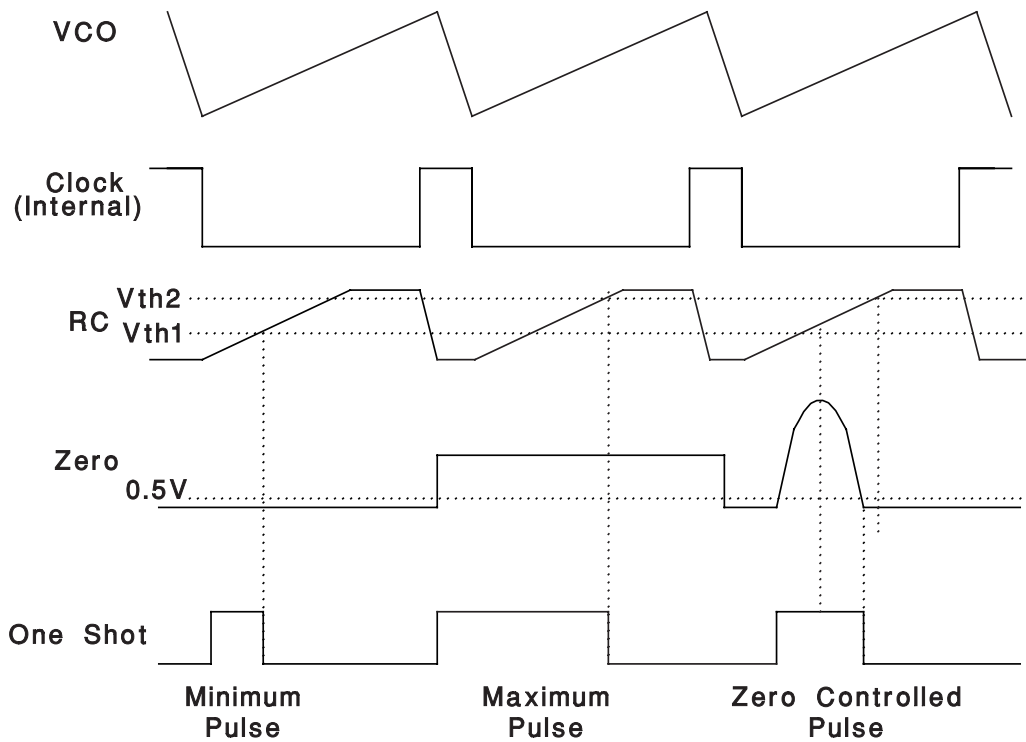 VCO
Clock
(Internal)
Vth2
RC
Vth1
Zero
0.5V
One Shot
Minimum
Pulse
Maximum
Pulse
Zero Controlled
Pulse